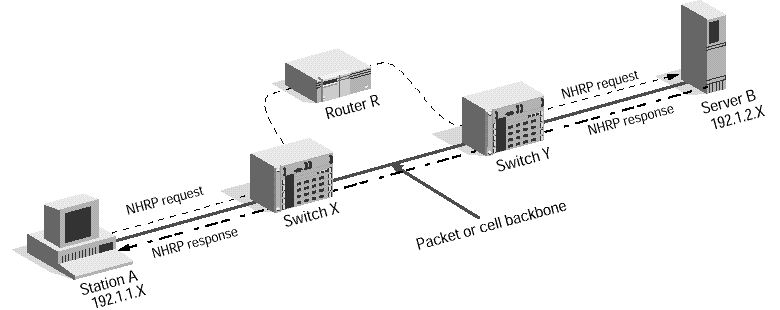 NHRP request
Server B
192.1.2.X
NHRP response
Router R
Switch Y
NHRP request
Switch X
Packet or cell backbone
NHRP response
Station A
192.1.1.X